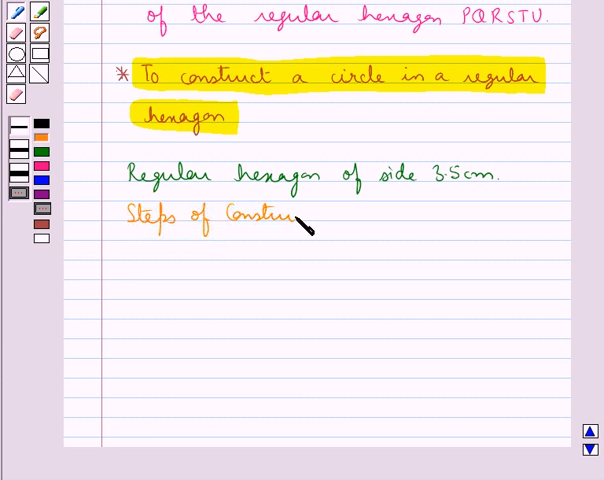 of the regular hexagon PQRSTU.
* To construct a circle in a regular
hexagon
Regular hexagon of side 3.5cm.
Steps of Constru